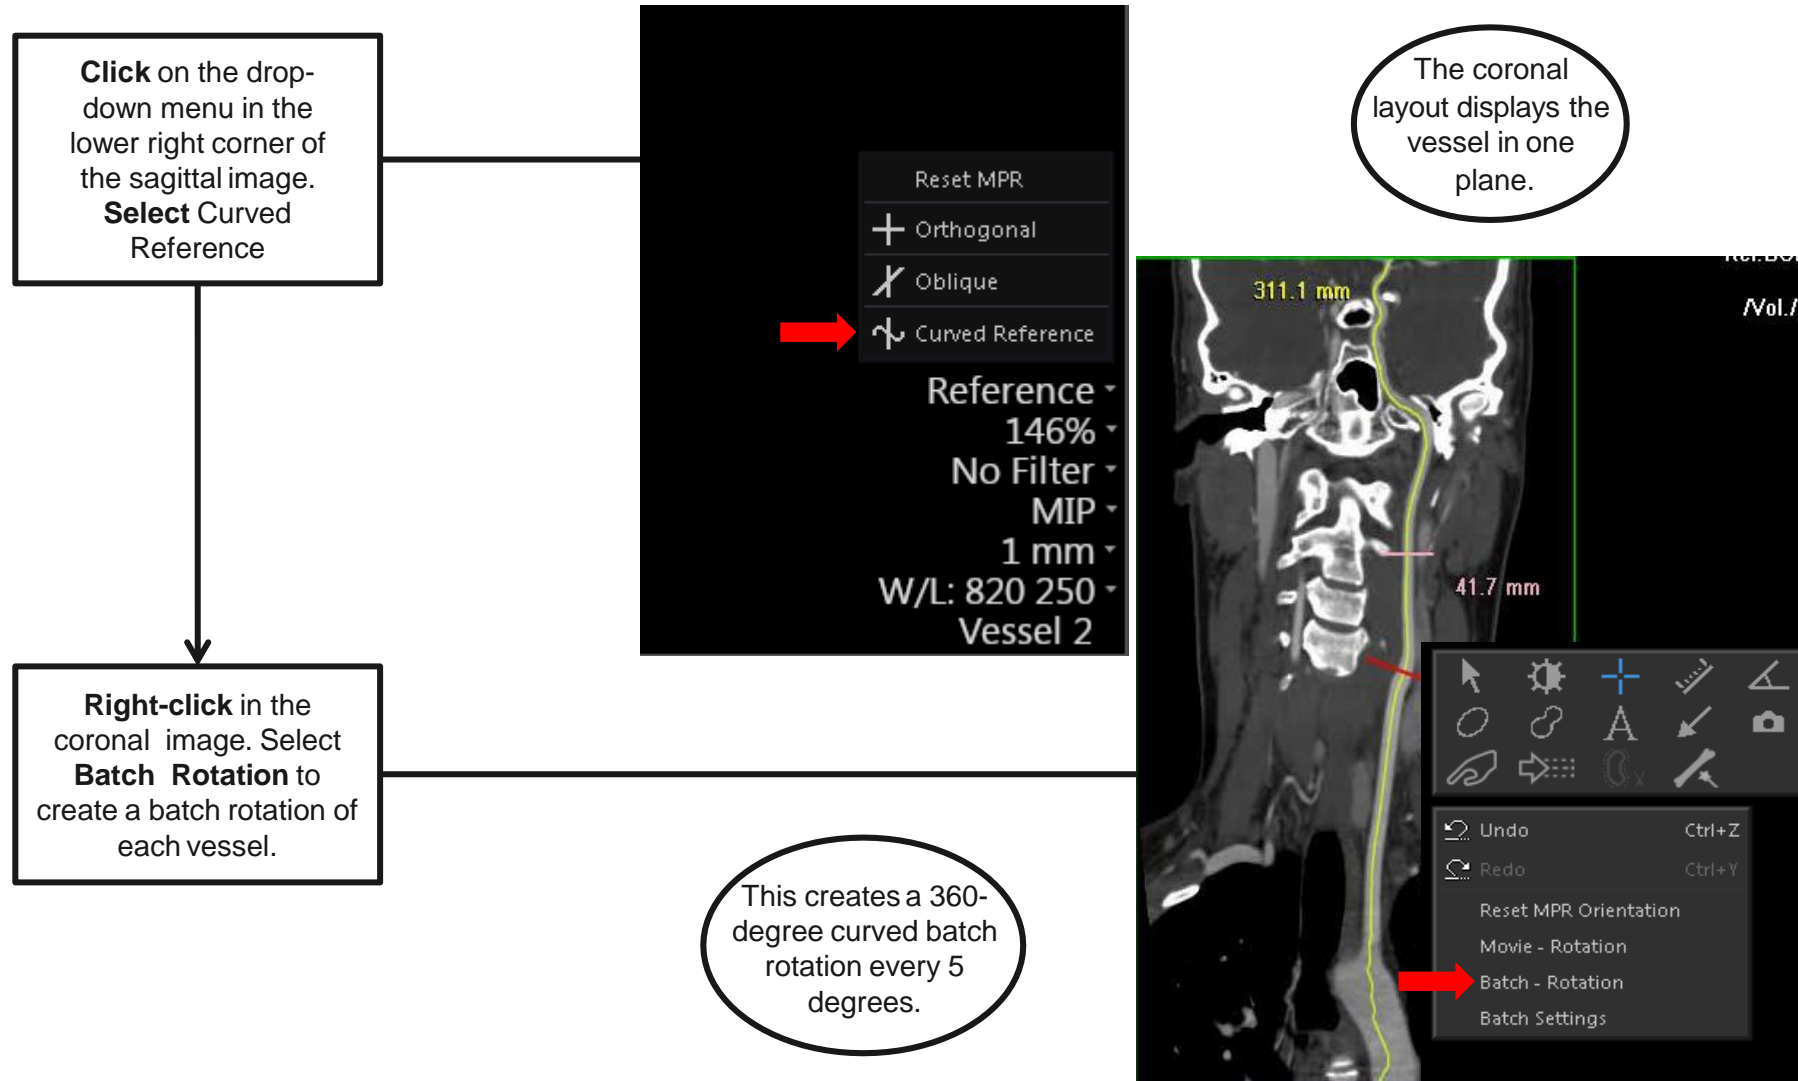 Click on the drop-
down menu in the
lower right corner of
the sagittal image.
Select Curved
Reference
Reset MPR
Orthogonal
Oblique
Curved Reference
Reference
146%
No Filter
MIP
1 mm
W/L: 820 250
Vessel 2
The coronal
layout displays the
vessel in one
plane.
311.1 mm
/Vol./
41.7 mm
Right-click in the
coronal image. Select
Batch Rotation to
create a batch rotation of
each vessel.
This creates a 360-
degree curved batch
rotation every 5
degrees.
A
Undo Ctrl+Z
Redo Ctrl+Y
Reset MPR Orientation
Movie - Rotation
Batch - Rotation
Batch Settings